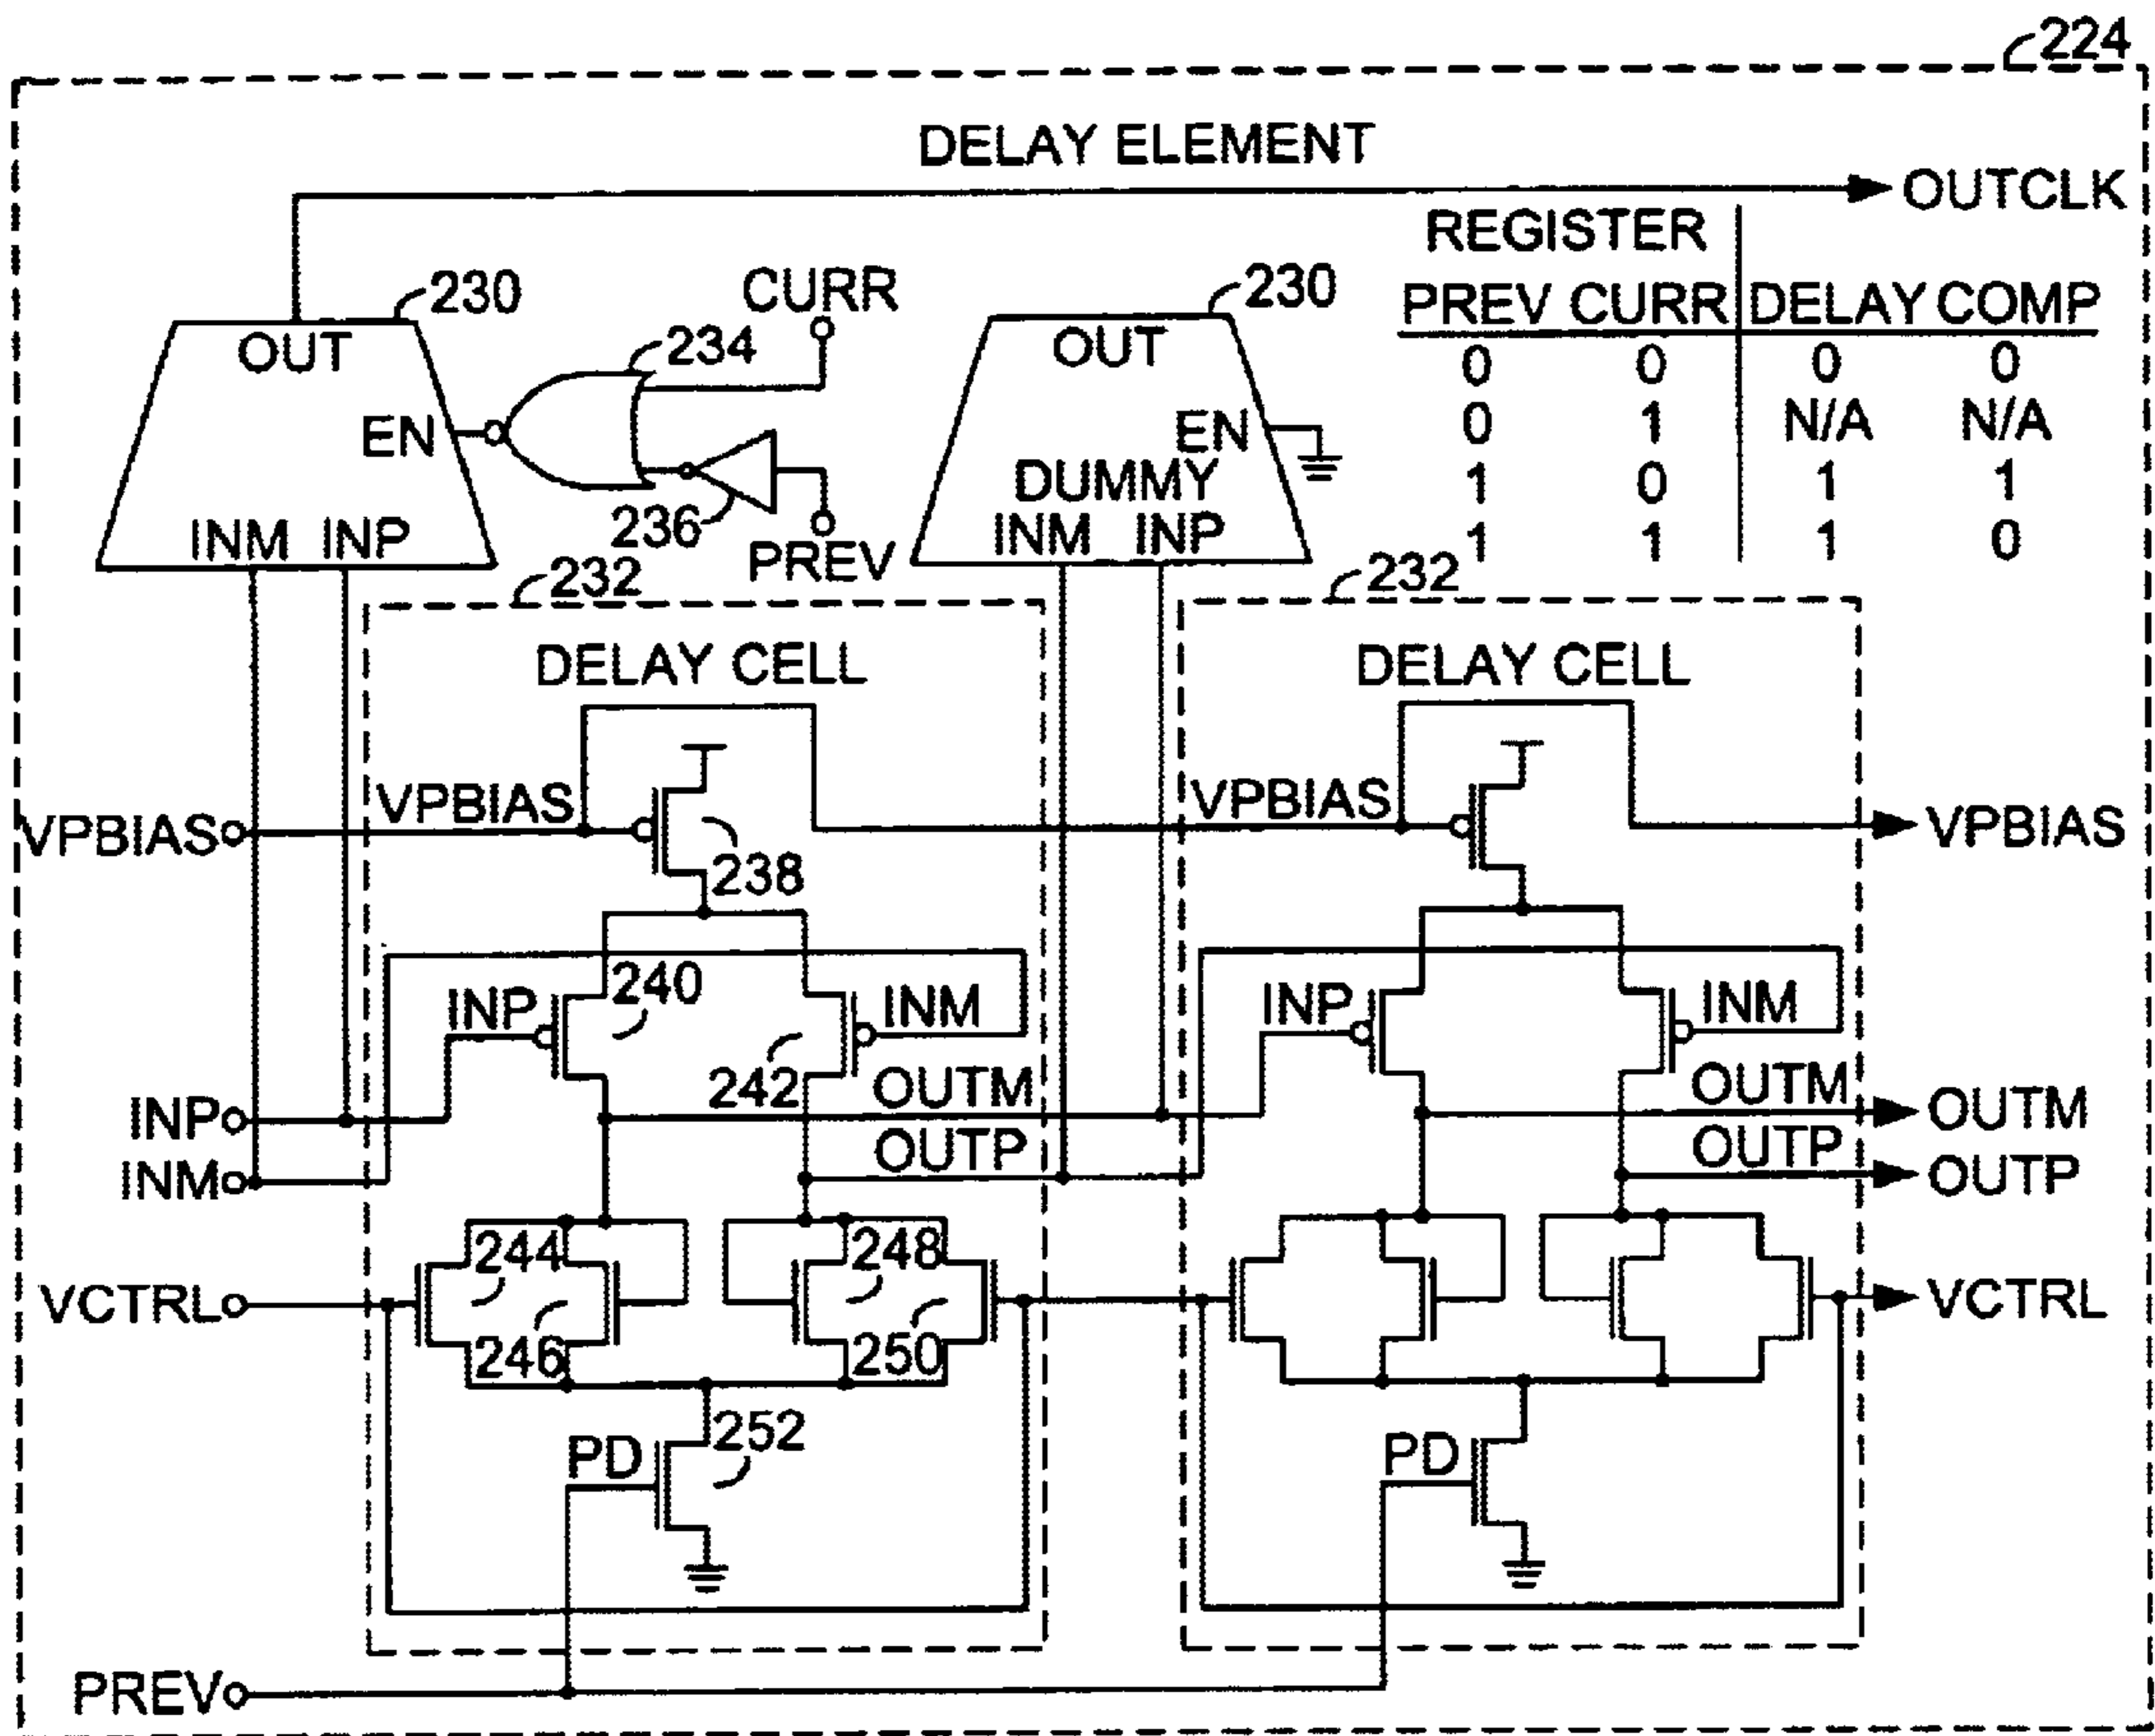 224
DELAY ELEMENT
OUTCLK
REGISTER
PREV CURR DELAY COMP
0 0 0 0
0 1 N/A N/A
1 0 1 1
1 1 1 0
230
OUT
EN
INM INP
CURR
234
236
PREV
230
OUT
EN
DUMMY
INM INP
232
DELAY CELL
232
DELAY CELL
VPBIAS
VPBIAS
238
VPBIAS
VPBIAS
INP
240
242
INM
INP
INM
OUTM
OUTP
OUTM
OUTP
OUTM
OUTP
INP
INM
VCTRL
244
246
248
250
VCTRL
PD
252
PD
PREV